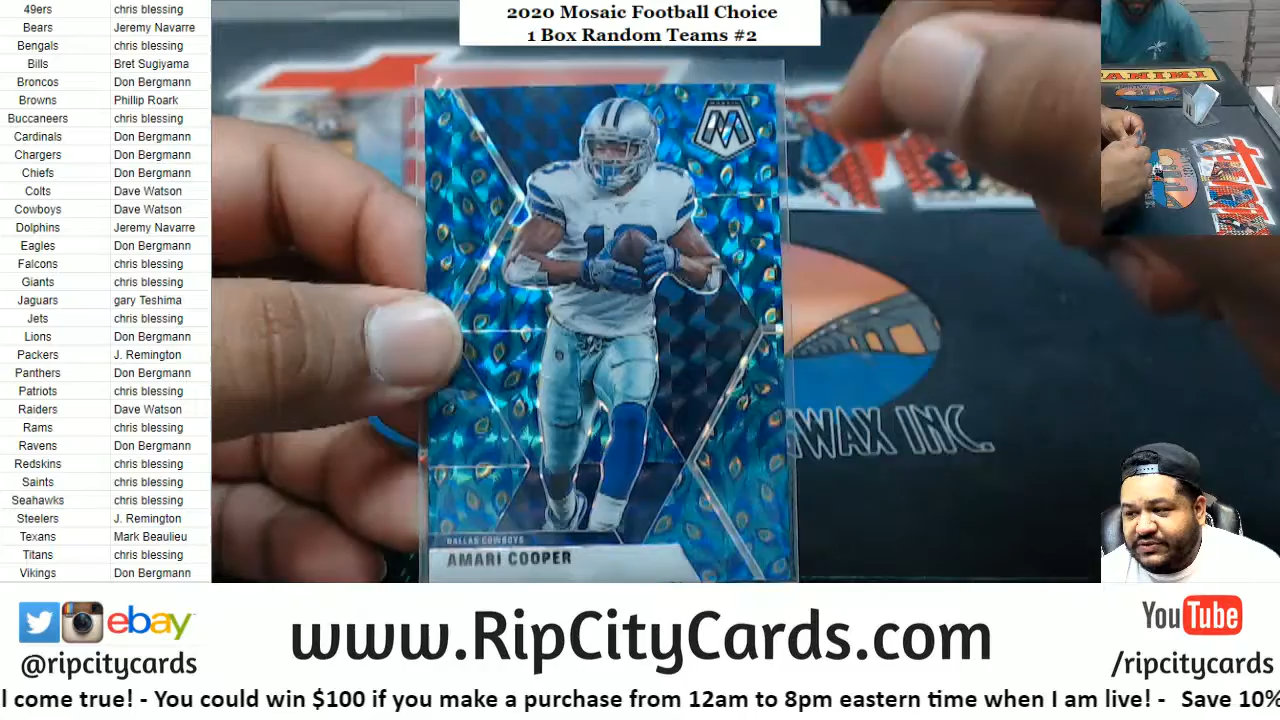 49ers chris blessing
Bears Jeremy Navarre
Bengals chris blessing
Bills Bret Sugiyama
Broncos Don Bergmann
Browns Phillip Roark
Buccaneers chris blessing
Cardinals Don Bergmann
Chargers Don Bergmann
Chiefs Don Bergmann
Colts Dave Watson
Cowboys Dave Watson
Dolphins Jeremy Navarre
Eagles Don Bergmann
Falcons chris blessing
Giants chris blessing
Jaguars gary Teshima
Jets chris blessing
Lions Don Bergmann
Packers J. Remington
Panthers Don Bergmann
Patriots chris blessing
Raiders Dave Watson
Rams chris blessing
Ravens Don Bergmann
Redskins chris blessing
Saints chris blessing
Seahawks chris blessing
Steelers J. Remington
Texans Mark Beaulieu
Titans chris blessing
Vikings Don Bergmann
2020 Mosaic Football Choice
1 Box Random Teams #2
PANINI
DALLAS COWBOYS
AMARI COOPER
WAX INC.
ebay
@ripcitycards
www.RipCityCards.com
YouTube
/ripcitycards
l come true! - You could win $100 if you make a purchase from 12am to 8pm eastern time when I am live! - Save 10%